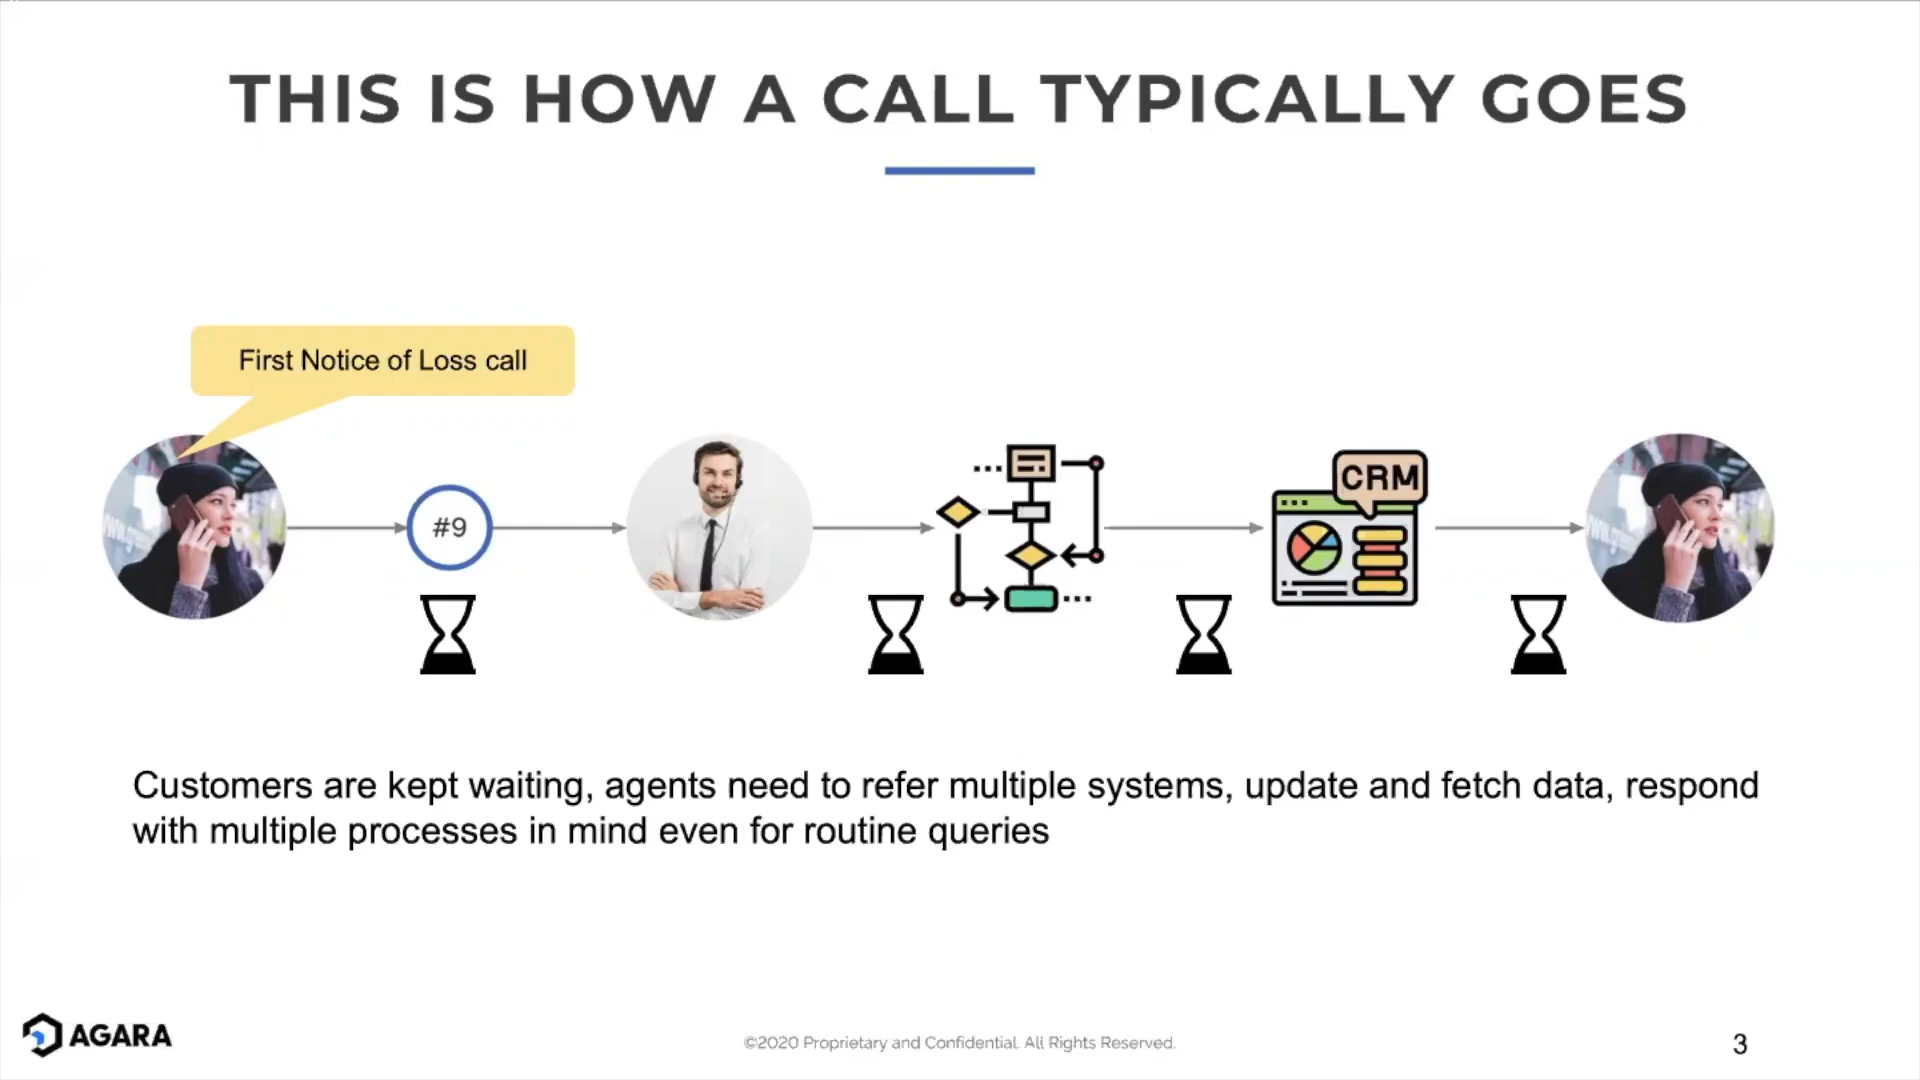 THIS IS HOW A CALL TYPICALLY GOES
First Notice of Loss call
#9
CRM
Customers are kept waiting, agents need to refer multiple systems, update and fetch data, respond
with multiple processes in mind even for routine queries
AGARA
©2020 Proprietary and Confidential. All Rights Reserved.
3